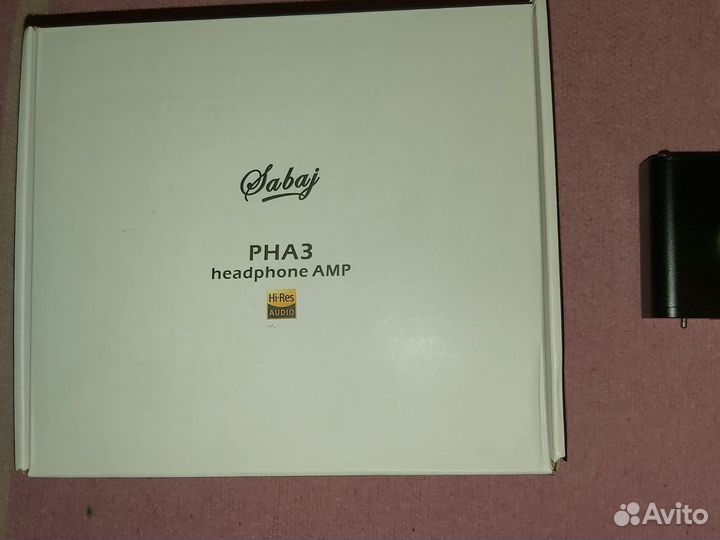 Sabaj
PHA3
headphone AMP
Hi-Res
AUDIO
Avito